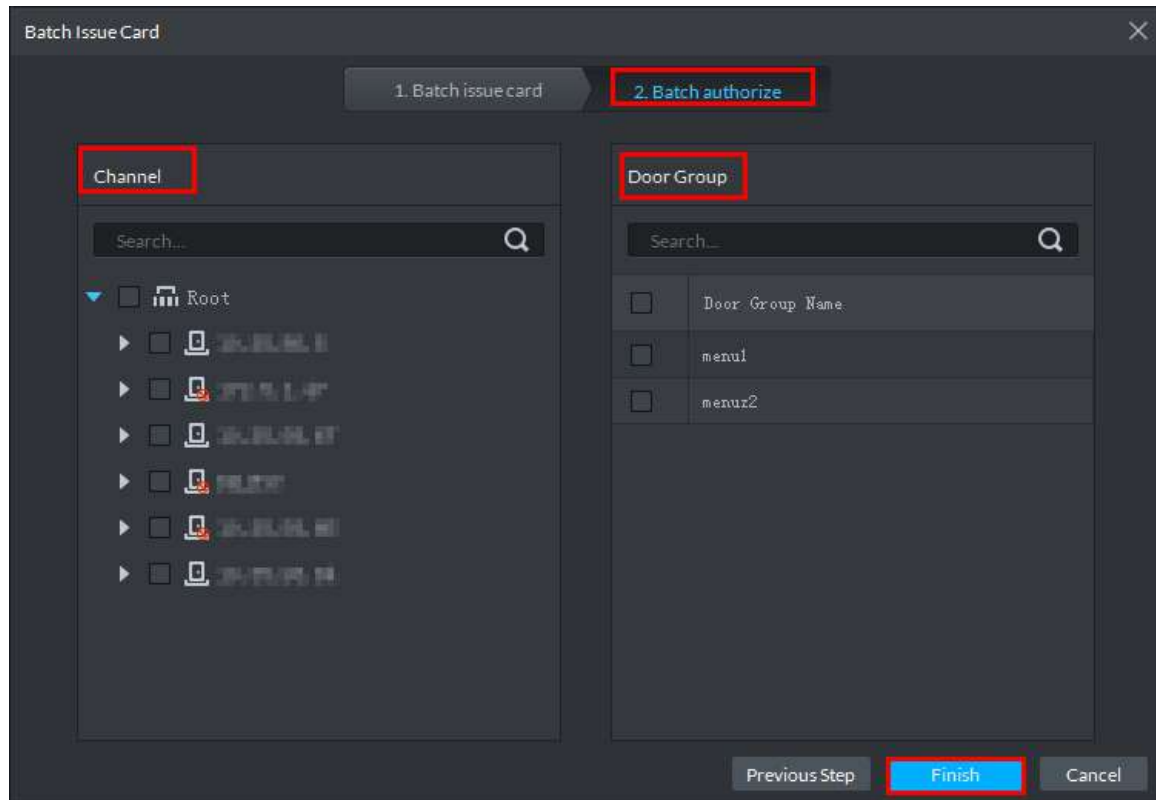 Batch Issue Card
1. Batch issue card
2. Batch authorize
Channel
Search...
Root
Door Group
Search...
Door Group Name
menu1
menuz2
Previous Step
Finish
Cancel